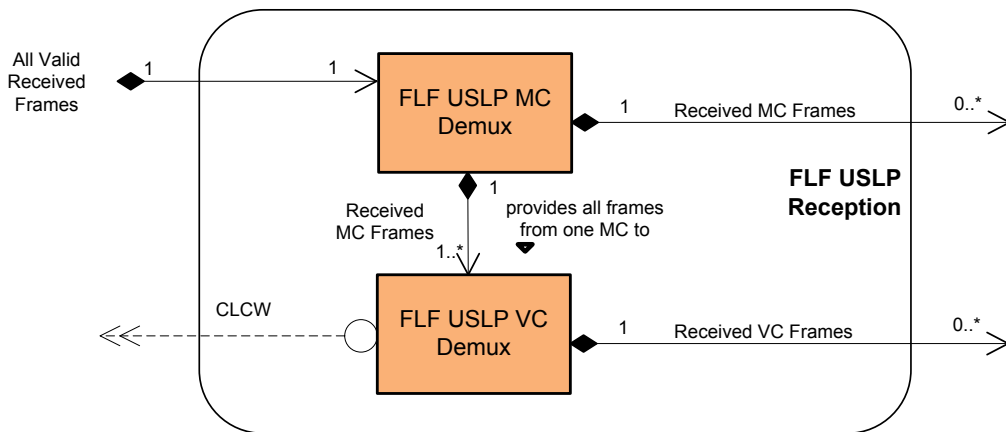 All Valid
Received
Frames
1
1
FLF USLP MC
Demux
1
Received MC Frames
0..*
FLF USLP
Reception
Received
MC Frames
1
provides all frames
from one MC to
1..*
CLCW
FLF USLP VC
Demux
1
Received VC Frames
0..*